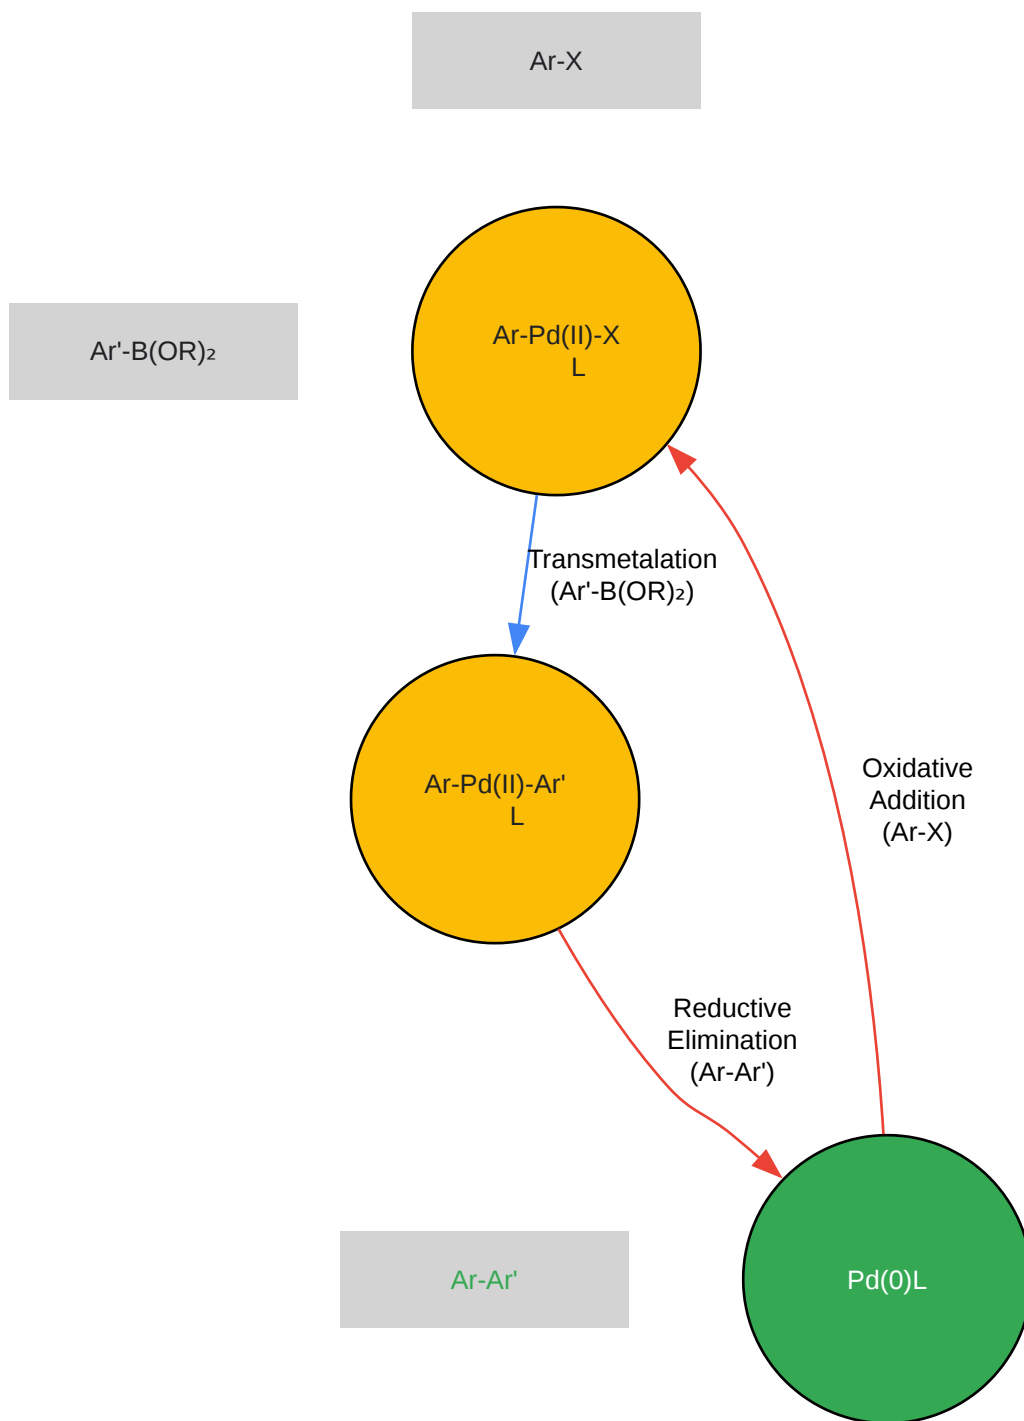 Ar-X
Ar'-B(OR)₂
Ar-Pd(II)-X
L
Transmetalation
(Ar'-B(OR)₂)
Ar-Pd(II)-Ar'
L
Oxidative
Addition
(Ar-X)
Reductive
Elimination
(Ar-Ar')
Ar-Ar'
Pd(0)L